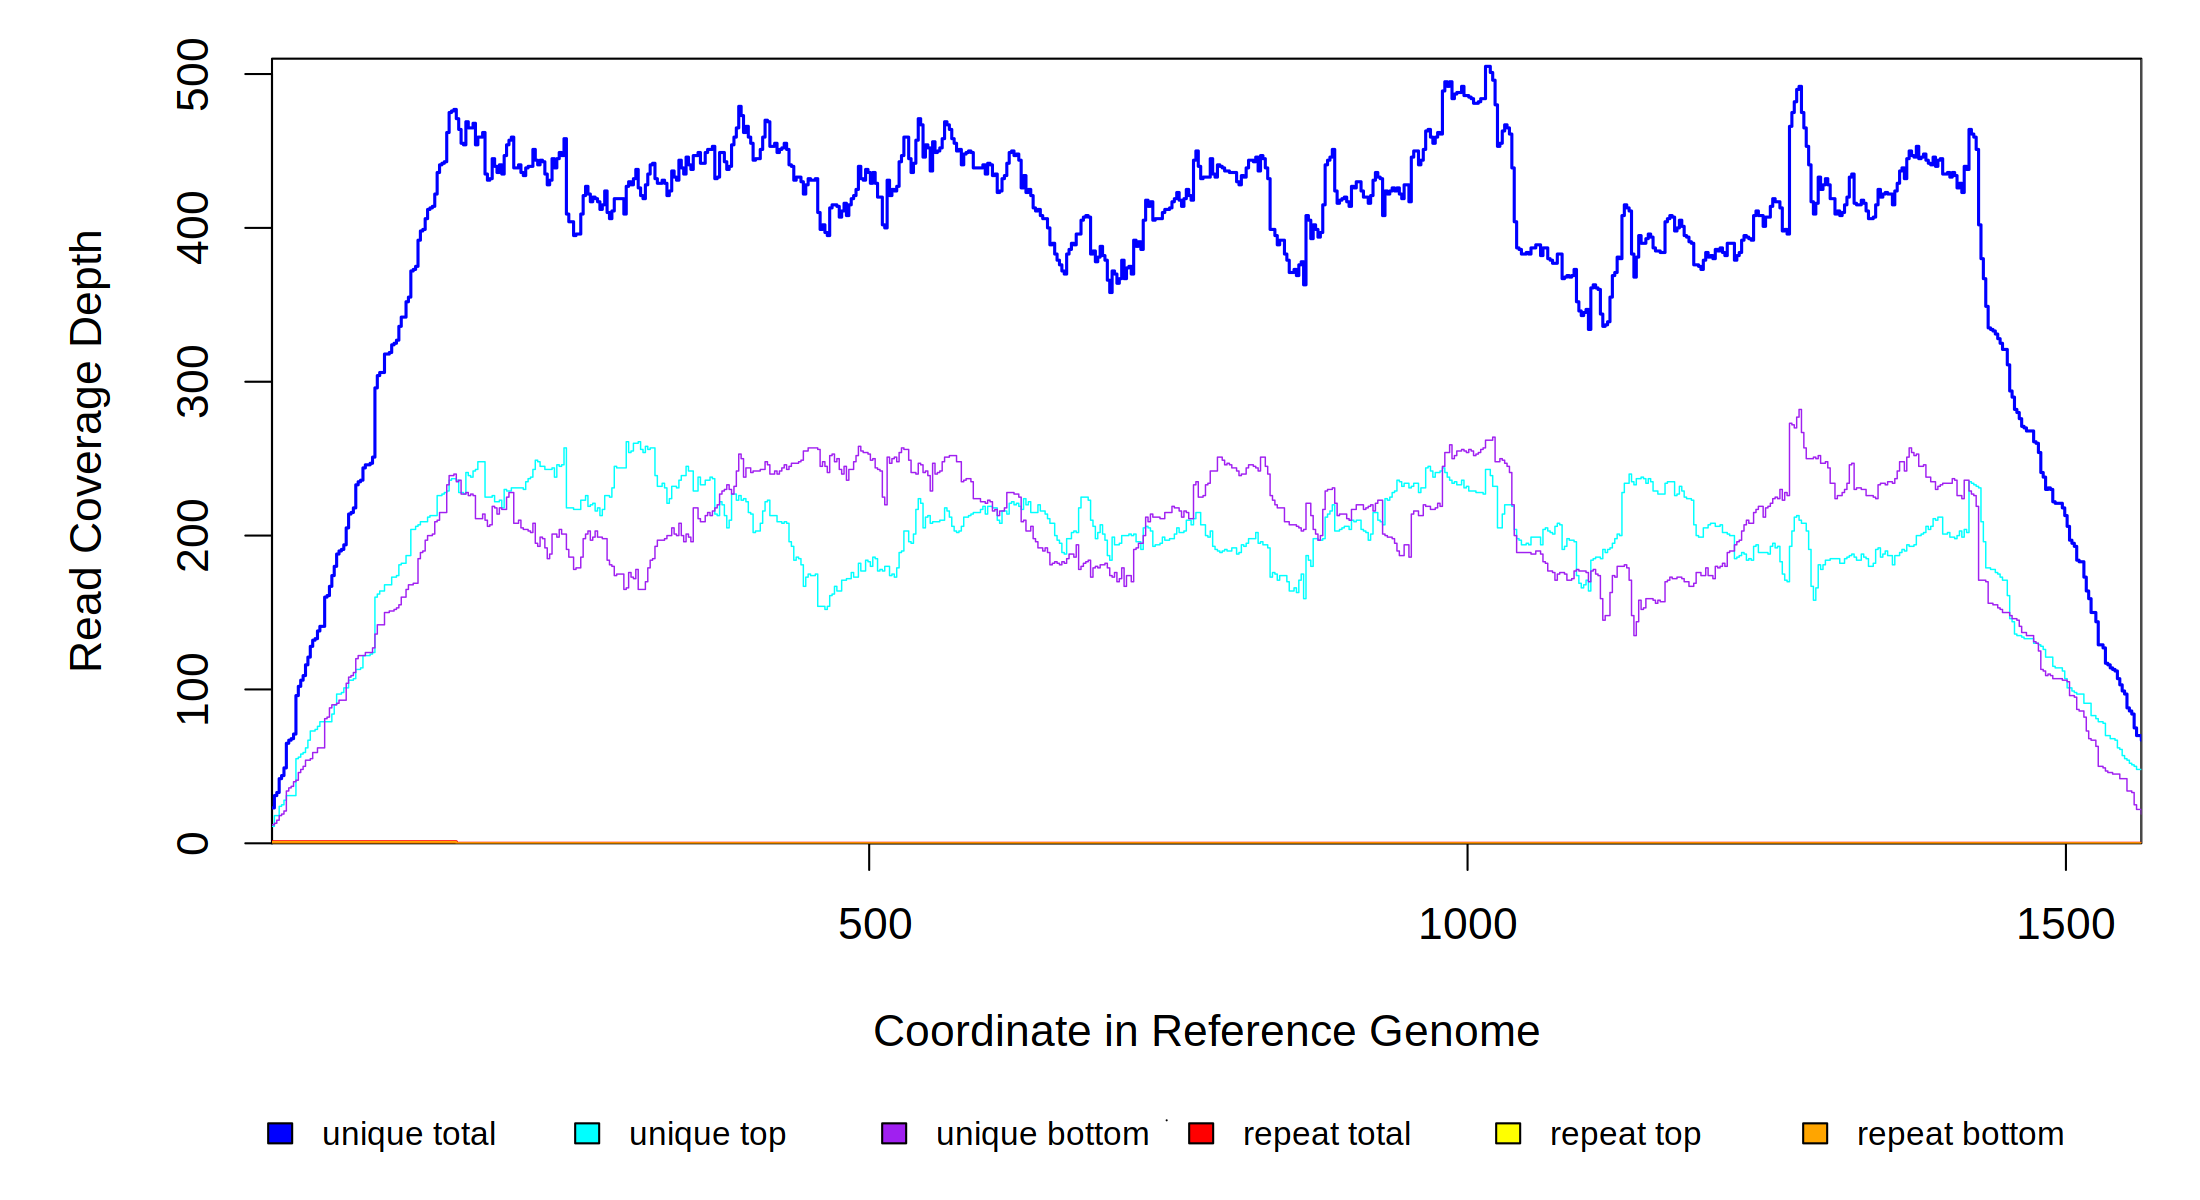 Read Coverage Depth
500
400
300
200
100
0
500 1000 1500
Coordinate in Reference Genome
unique total unique top unique bottom repeat total repeat top repeat bottom